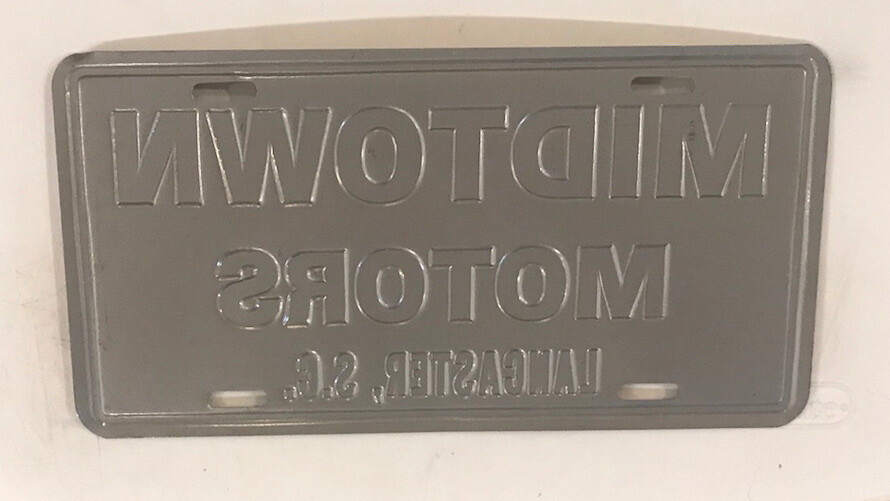 MIDTOWN
MOTORS
LANCASTER, S.C.